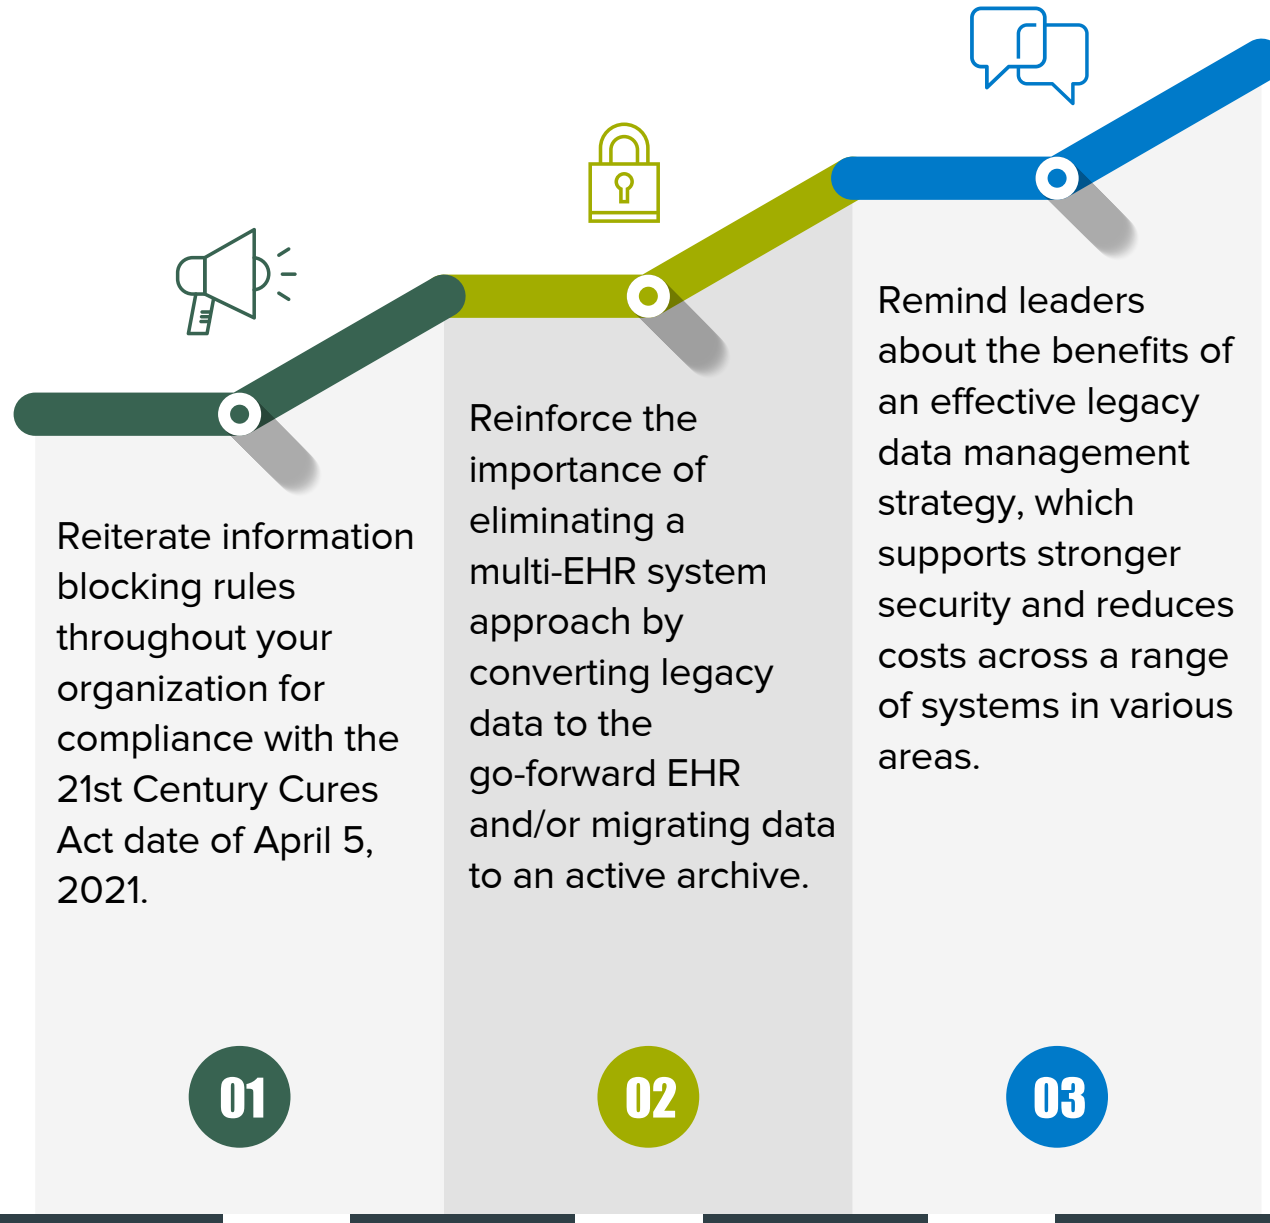 Reiterate information
blocking rules
throughout your
organization for
compliance with the
21st Century Cures
Act date of April 5,
2021.
01
Reinforce the
importance of
eliminating a
multi-EHR system
approach by
converting legacy
data to the
go-forward EHR
and/or migrating data
to an active archive.
02
Remind leaders
about the benefits of
an effective legacy
data management
strategy, which
supports stronger
security and reduces
costs across a range
of systems in various
areas.
03